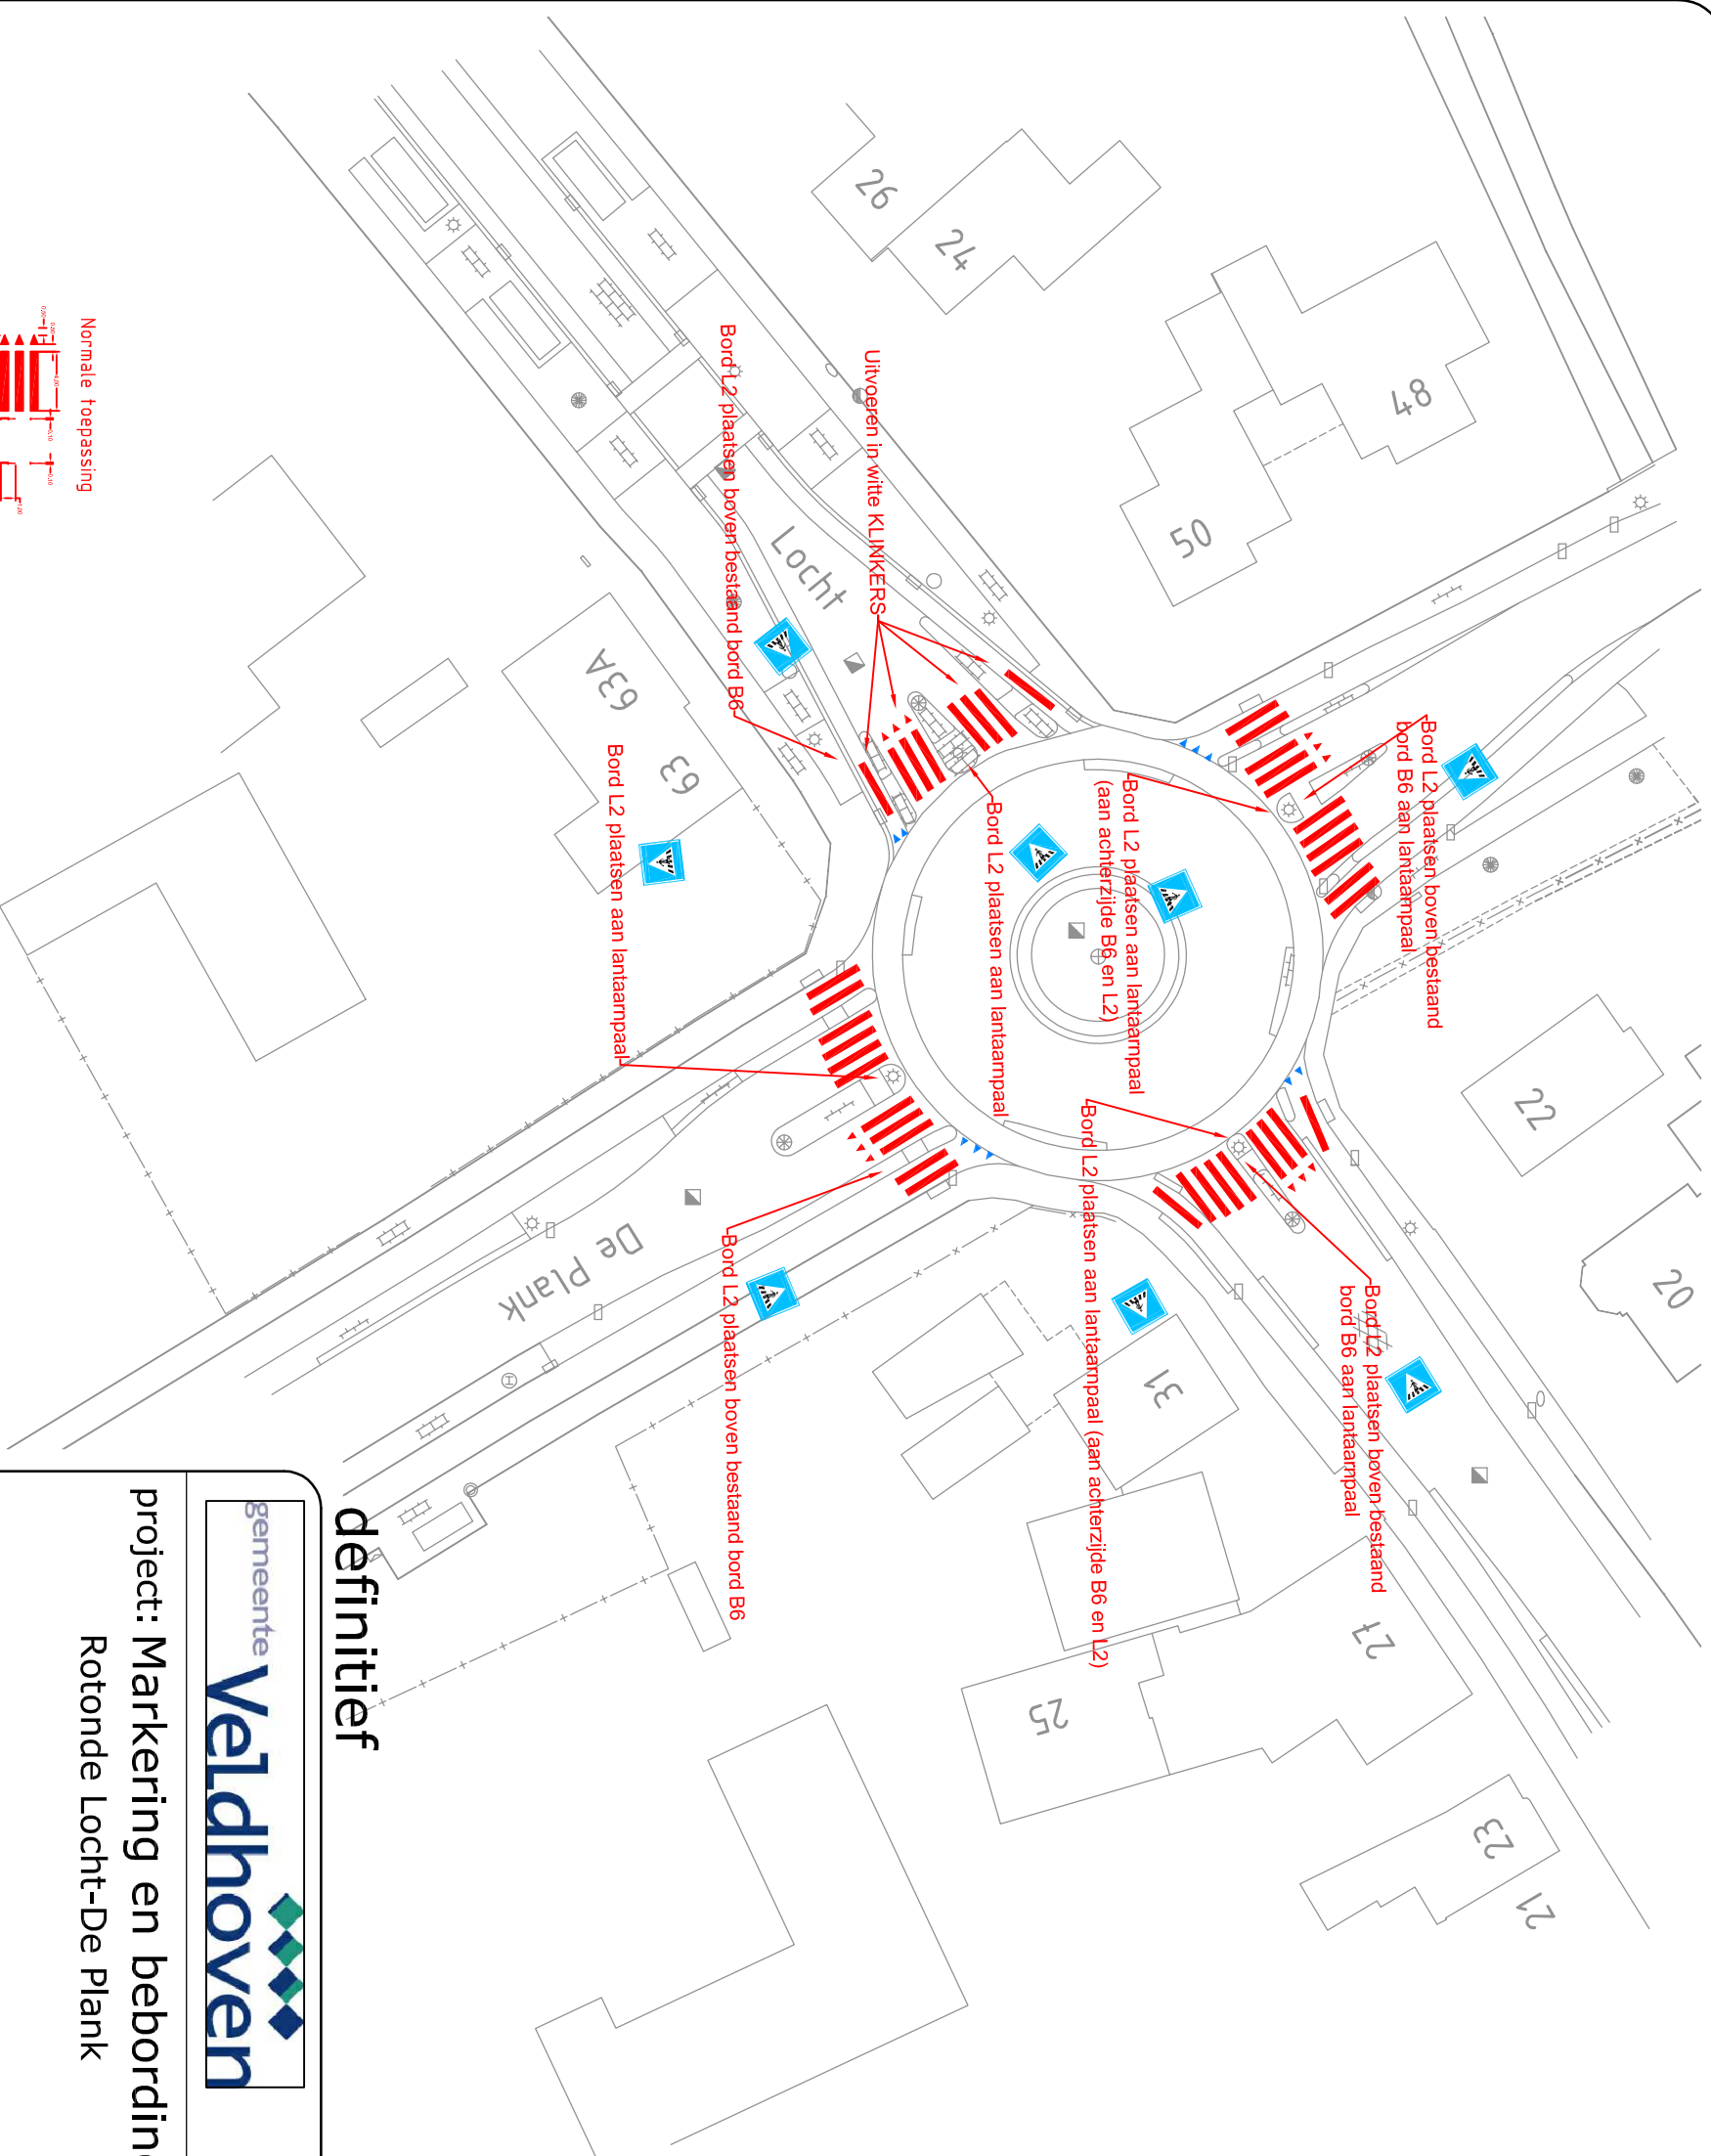 26
24
48
50
Locht
63A
63
22
20
31
27
25
23
21
De Plank
Normale toepassing
Bord L2 plaatsen boven bestaand bord B6
Uitvoeren in witte KLINKERS
Bord L2 plaatsen boven bestaand
bord B6 aan lantaarnpaal
Bord L2 plaatsen aan lantaarnpaal
(aan achterzijde B6 en L2)
Bord L2 plaatsen aan lantaarnpaal
Bord L2 plaatsen aan lantaarnpaal
Bord L2 plaatsen aan lantaarnpaal (aan achterzijde B6 en L2)
Bord L2 plaatsen boven bestaand
bord B6 aan lantaarnpaal
Bord L2 plaatsen boven bestaand bord B6
H
definitief
gemeente Veldhoven
project: Markering en bebording
Rotonde Locht-De Plank